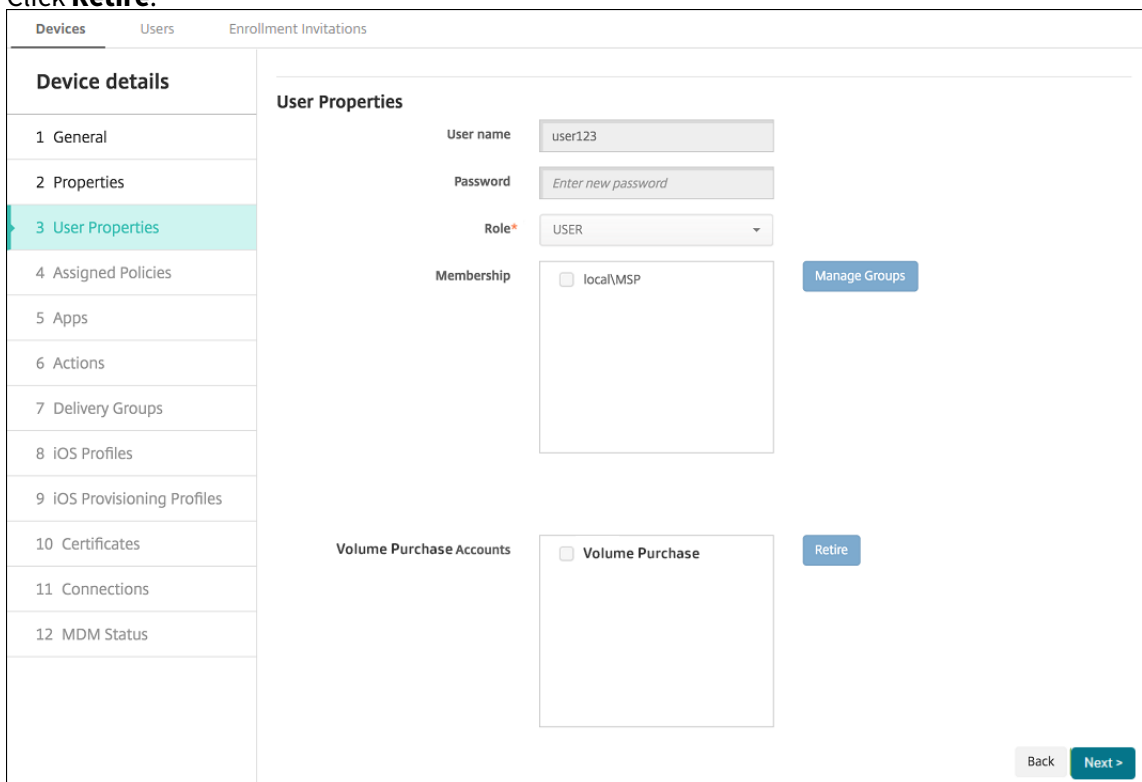 Click Retire.
Devices Users Enrollment Invitations
Device details
1 General
2 Properties
3 User Properties
4 Assigned Policies
5 Apps
6 Actions
7 Delivery Groups
8 iOS Profiles
9 iOS Provisioning Profiles
10 Certificates
11 Connections
12 MDM Status
User Properties
User name user123
Password Enter new password
Role* USER
Membership local\MSP Manage Groups
Volume Purchase Accounts Volume Purchase Retire
Back Next >